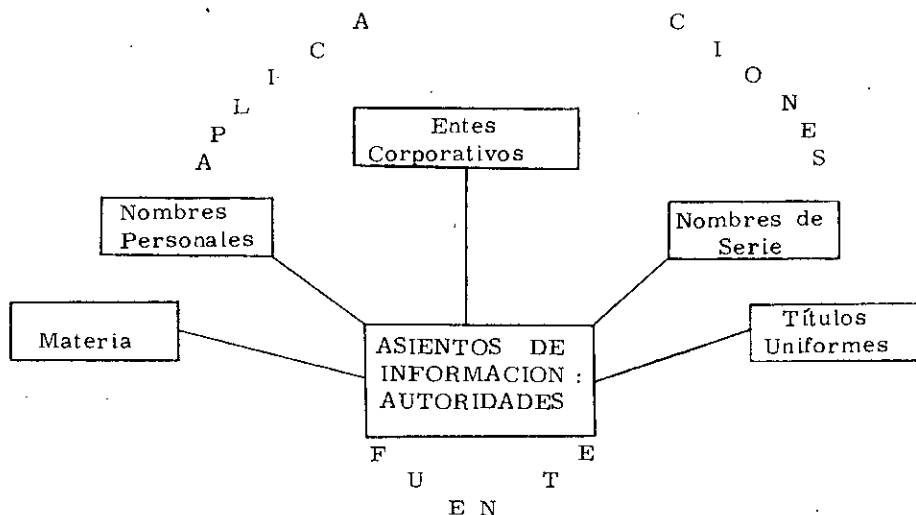 APLICACIONES
Entes
Corporativos
Nombres
Personales
Nombres de
Serie
Materia
Títulos
Uniformes
ASIENTOS DE
INFORMACION :
AUTORIDADES
FUENTE